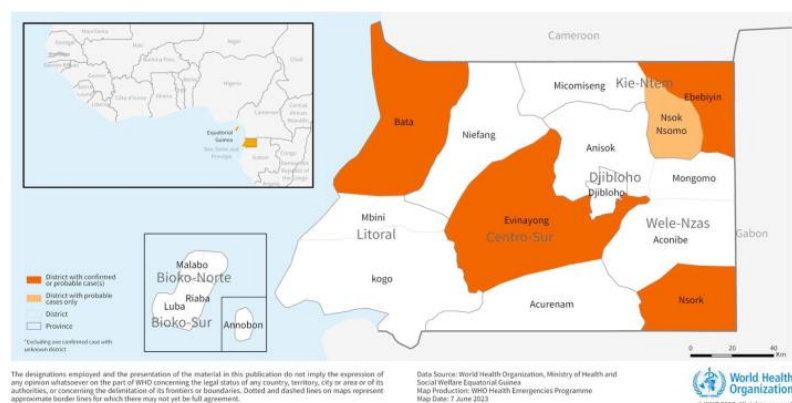 Cameroon
Micomiseng
Kie-Ntem
Ebebiyin
Bata
Nsok
Nsomo
Niefang
Anisok
Djibloho
Djibloho
Mongomo
Mbini
Litoral
Evinayong
Centro-Sur
Wele-Nzas
Aconibe
Gabon
kogo
Acurenam
Nsork
Nigeria
Cameroon
Equatorial
Guinea
Gabon
Malabo
Bioko-Norte
Riaba
Luba
Bioko-Sur
Annobon
District with confirmed
or probable case(s)
District with probable
cases only
District
Province
*Excluding one confirmed case with
unknown district
0 20 40
Km
The designations employed and the presentation of the material in this publication do not imply the expression of
any opinion whatsoever on the part of WHO concerning the legal status of any country, territory, city or area or of its
authorities, or concerning the delimitation of its frontiers or boundaries. Dotted and dashed lines on maps represent
approximate border lines for which there may not yet be full agreement.
Data Source: World Health Organization, Ministry of Health and
Social Welfare Equatorial Guinea
Map Production: WHO Health Emergencies Programme
Map Date: 7 June 2023
World Health
Organization